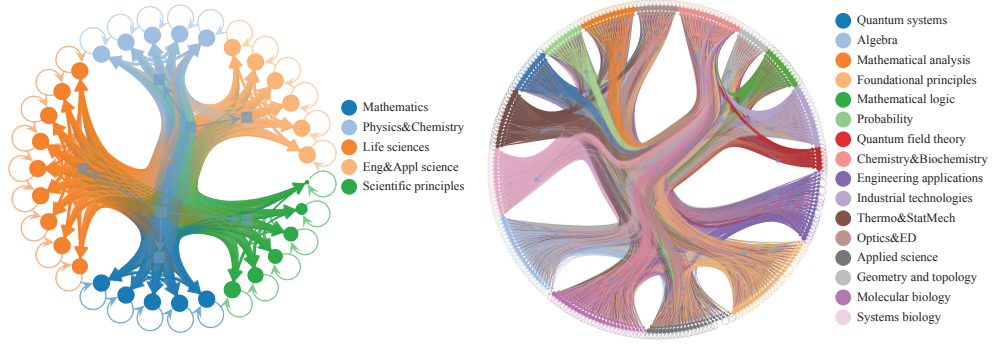 Mathematics
Physics&Chemistry
Life sciences
Eng&Appl science
Scientific principles
Quantum systems
Algebra
Mathematical analysis
Foundational principles
Mathematical logic
Probability
Quantum field theory
Chemistry&Biochemistry
Engineering applications
Industrial technologies
Thermo&StatMech
Optics&ED
Applied science
Geometry and topology
Molecular biology
Systems biology